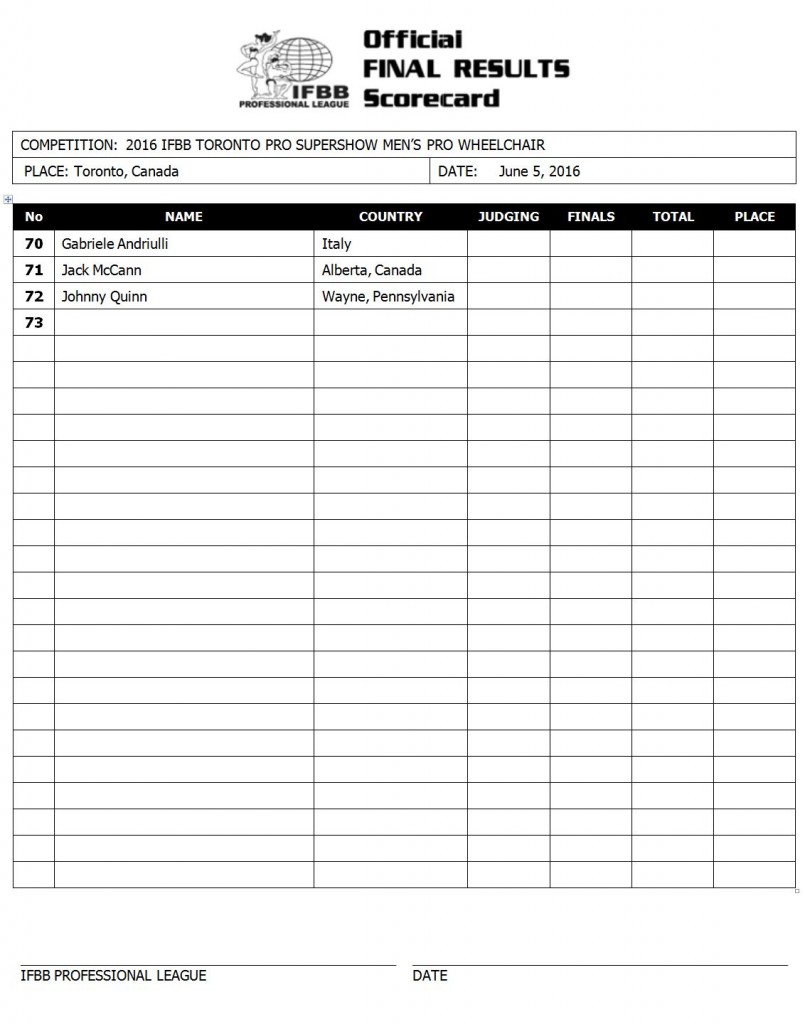 IFBB
PROFESSIONAL LEAGUE
Official
FINAL RESULTS
Scorecard
COMPETITION: 2016 IFBB TORONTO PRO SUPERSHOW MEN’S PRO WHEELCHAIR
PLACE: Toronto, Canada DATE: June 5, 2016
No NAME COUNTRY JUDGING FINALS TOTAL PLACE
70 Gabriele Andriulli Italy
71 Jack McCann Alberta, Canada
72 Johnny Quinn Wayne, Pennsylvania
73
IFBB PROFESSIONAL LEAGUE DATE